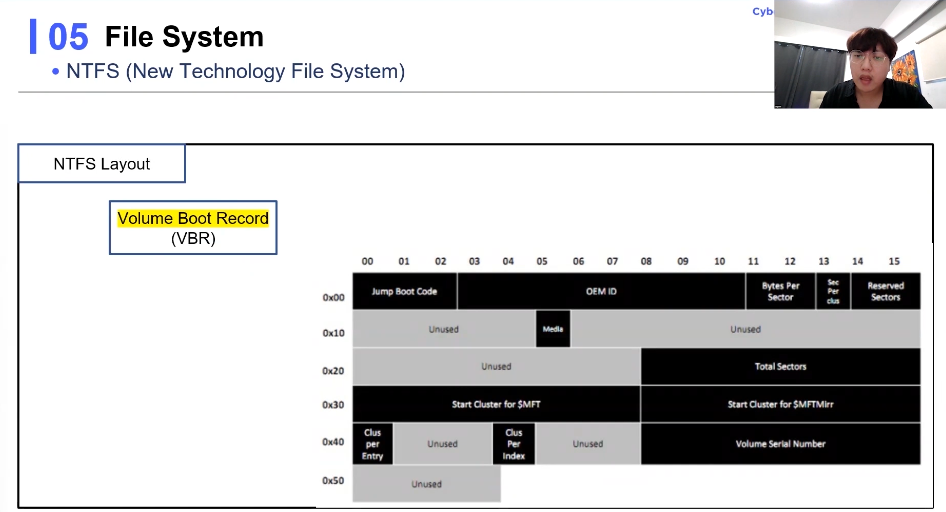 Cyb
05 File System
• NTFS (New Technology File System)
NTFS Layout
Volume Boot Record
(VBR)
00 01 02 03 04 05 06 07 08 09 10 11 12 13 14 15
0x00 Jump Boot Code OEM ID Bytes Per Sector Sec Per clus Reserved Sectors
0x10 Unused Media Unused
0x20 Unused Total Sectors
0x30 Start Cluster for $MFT Start Cluster for $MFTMirr
0x40 Clus per Entry Unused Clus Per Index Unused Volume Serial Number
0x50 Unused